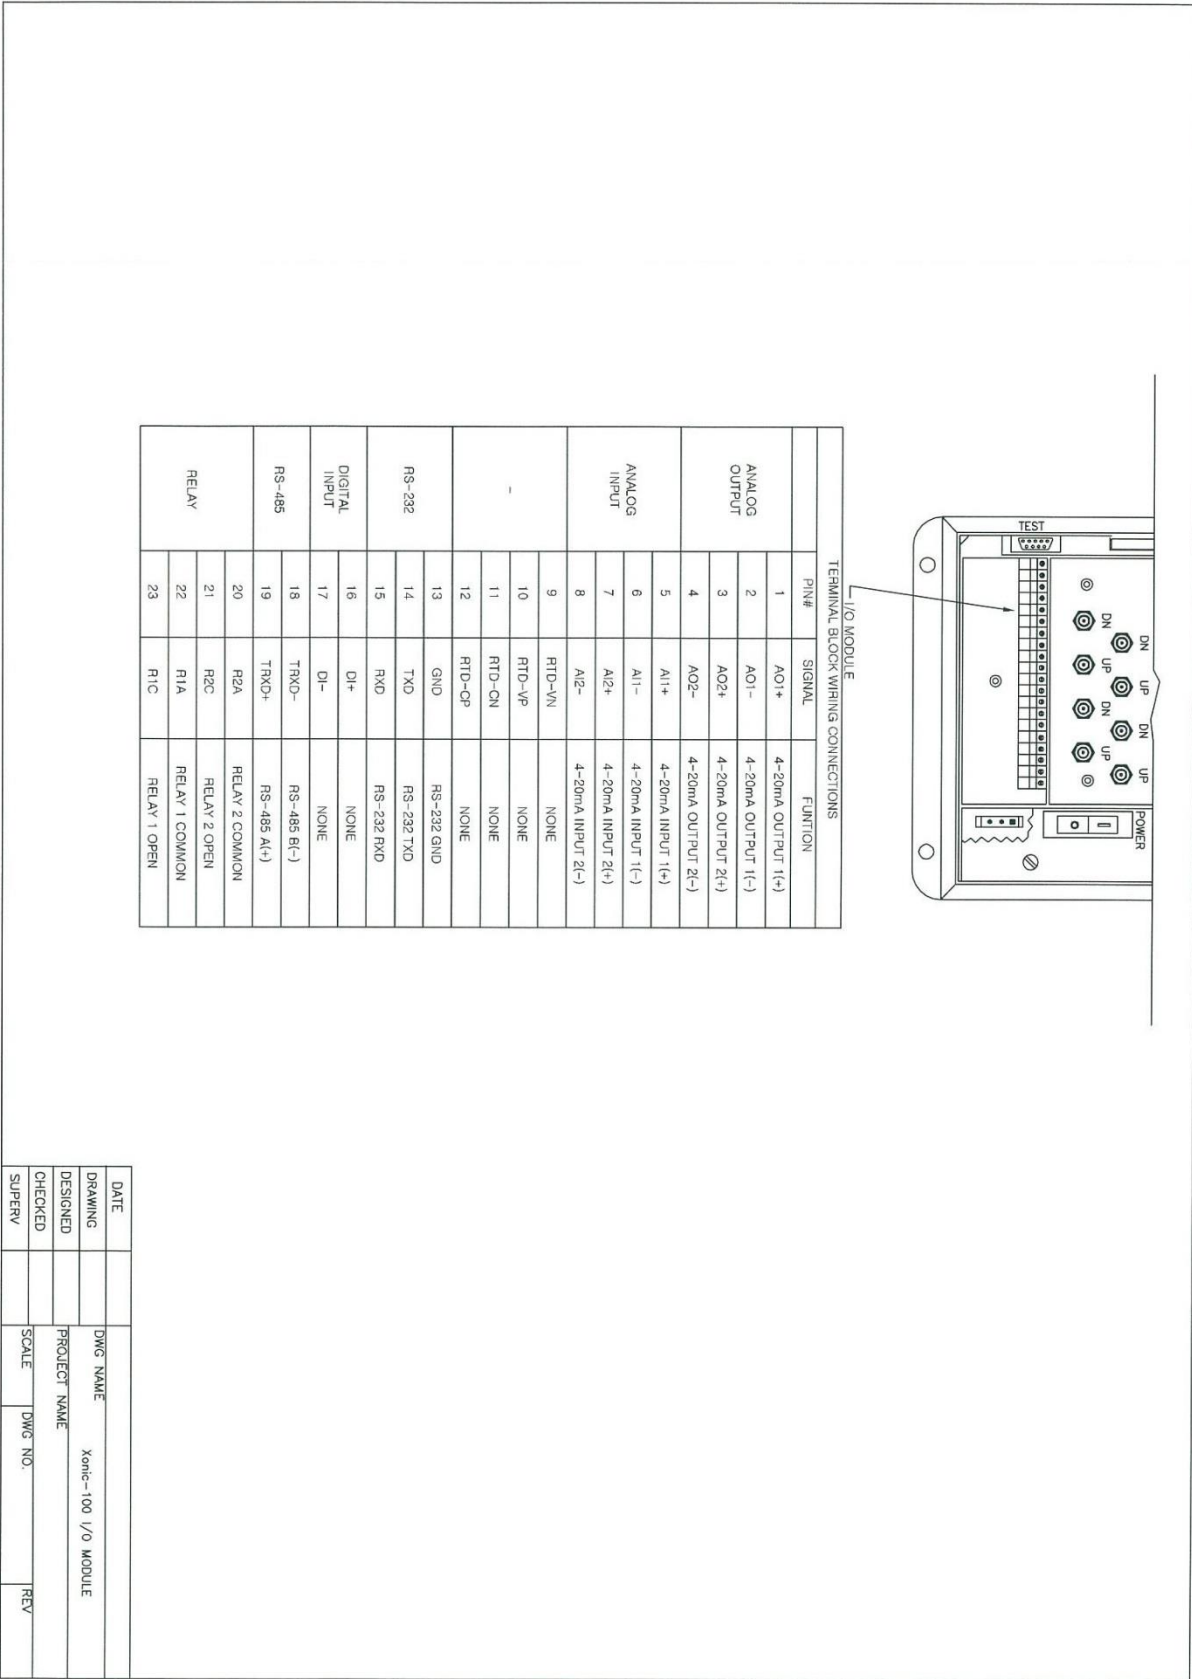 DN UP DN UP
POWER
DN UP DN UP
TEST
I/O MODULE
TERMINAL BLOCK WIRING CONNECTIONS
PIN# SIGNAL FUNTION
ANALOG OUTPUT
1 AO1+ 4-20mA OUTPUT 1(+)
2 AO1- 4-20mA OUTPUT 1(-)
3 AO2+ 4-20mA OUTPUT 2(+)
4 AO2- 4-20mA OUTPUT 2(-)
ANALOG INPUT
5 AI1+ 4-20mA INPUT 1(+)
6 AI1- 4-20mA INPUT 1(-)
7 AI2+ 4-20mA INPUT 2(+)
8 AI2- 4-20mA INPUT 2(-)
-
9 RTD-VN NONE
10 RTD-VP NONE
11 RTD-CN NONE
12 RTD-CP NONE
RS-232
13 GND RS-232 GND
14 TXD RS-232 TXD
15 RXD RS-232 RXD
DIGITAL INPUT
16 DI+ NONE
17 DI- NONE
RS-485
18 TRXD- RS-485 B(-)
19 TRXD+ RS-485 A(+)
RELAY
20 R2A RELAY 2 COMMON
21 R2C RELAY 2 OPEN
22 R1A RELAY 1 COMMON
23 R1C RELAY 1 OPEN
DATE
DRAWING
DESIGNED
CHECKED
SUPERV
DWG NAME Xonic-100 I/O MODULE
PROJECT NAME
SCALE DWG NO. REV